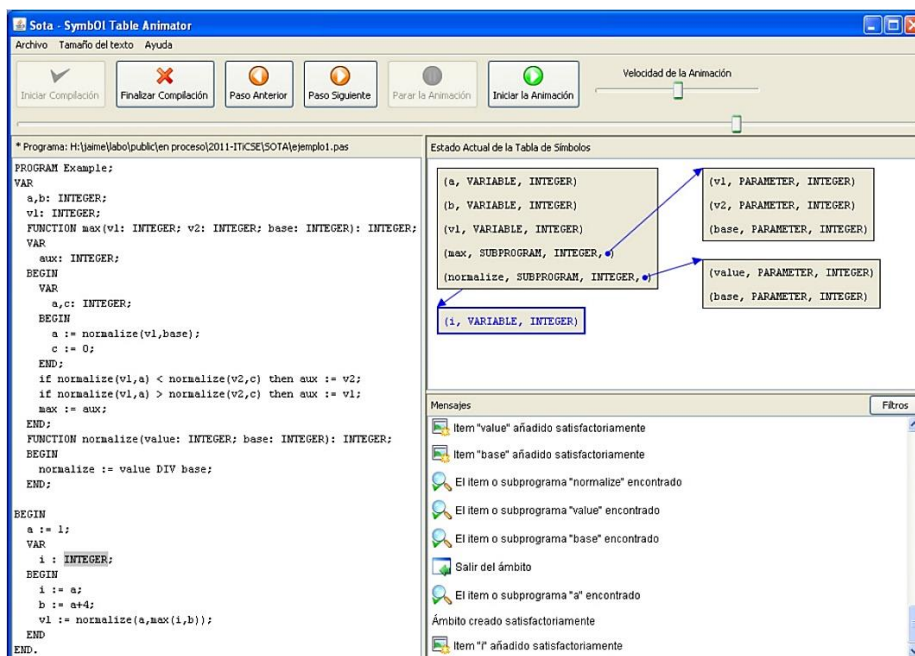 Sota - SymbOl Table Animator
Archivo Tamaño del texto Ayuda
Iniciar Compilación
Finalizar Compilación
Paso Anterior
Paso Siguiente
Parar la Animación
Iniciar la Animación
Velocidad de la Animación
* Programa: H:\jaime\labo\public\en proceso\2011-ITiCSE\SOTA\ejemplo1.pas
PROGRAM Example;
VAR
a,b: INTEGER;
v1: INTEGER;
FUNCTION max(v1: INTEGER; v2: INTEGER; base: INTEGER): INTEGER;
VAR
aux: INTEGER;
BEGIN
VAR
a,c: INTEGER;
BEGIN
a := normalize(v1,base);
c := 0;
END;
if normalize(v1,a) < normalize(v2,c) then aux := v2;
if normalize(v1,a) > normalize(v2,c) then aux := v1;
max := aux;
END;
FUNCTION normalize(value: INTEGER; base: INTEGER): INTEGER;
BEGIN
normalize := value DIV base;
END;
BEGIN
a := 1;
VAR
i : INTEGER;
BEGIN
i := a;
b := a+4;
v1 := normalize(a,max(i,b));
END
END.
Estado Actual de la Tabla de Símbolos
(a, VARIABLE, INTEGER)
(b, VARIABLE, INTEGER)
(v1, VARIABLE, INTEGER)
(max, SUBPROGRAM, INTEGER, )
(normalize, SUBPROGRAM, INTEGER, )
(i, VARIABLE, INTEGER)
(v1, PARAMETER, INTEGER)
(v2, PARAMETER, INTEGER)
(base, PARAMETER, INTEGER)
(value, PARAMETER, INTEGER)
(base, PARAMETER, INTEGER)
Mensajes
Filtros
Item "value" añadido satisfactoriamente
Item "base" añadido satisfactoriamente
El item o subprograma "normalize" encontrado
El item o subprograma "value" encontrado
El item o subprograma "base" encontrado
Salir del ámbito
El item o subprograma "a" encontrado
Ámbito creado satisfactoriamente
Item "i" añadido satisfactoriamente